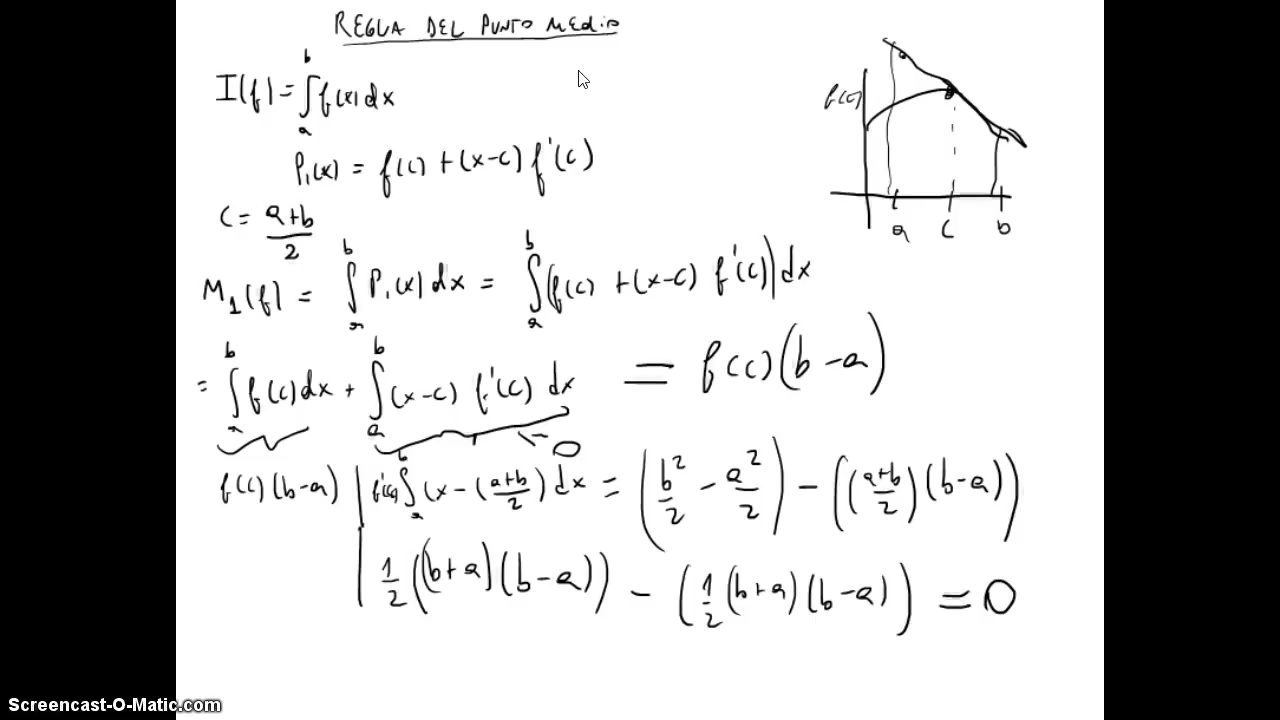 REGLA DEL PUNTO MEDIO
I(f) = ∫_a^b f(x) dx
P₁(x) = f(c) + (x-c) f'(c)
c = (a+b)/2
M₁(f) = ∫_a^b P₁(x) dx = ∫_a^b (f(c) + (x-c) f'(c)) dx
= ∫_a^b f(c) dx + ∫_a^b (x-c) f'(c) dx = f(c)(b-a)
0
f(c)(b-a) | f'(c) ∫_a^b (x - ((a+b)/2) dx = (b²/2 - a²/2) - (((a+b)/2)(b-a))
1/2 ((b+a)(b-a)) - (1/2 (b+a)(b-a)) = 0
f(c)
a c b
Screencast-O-Matic.com